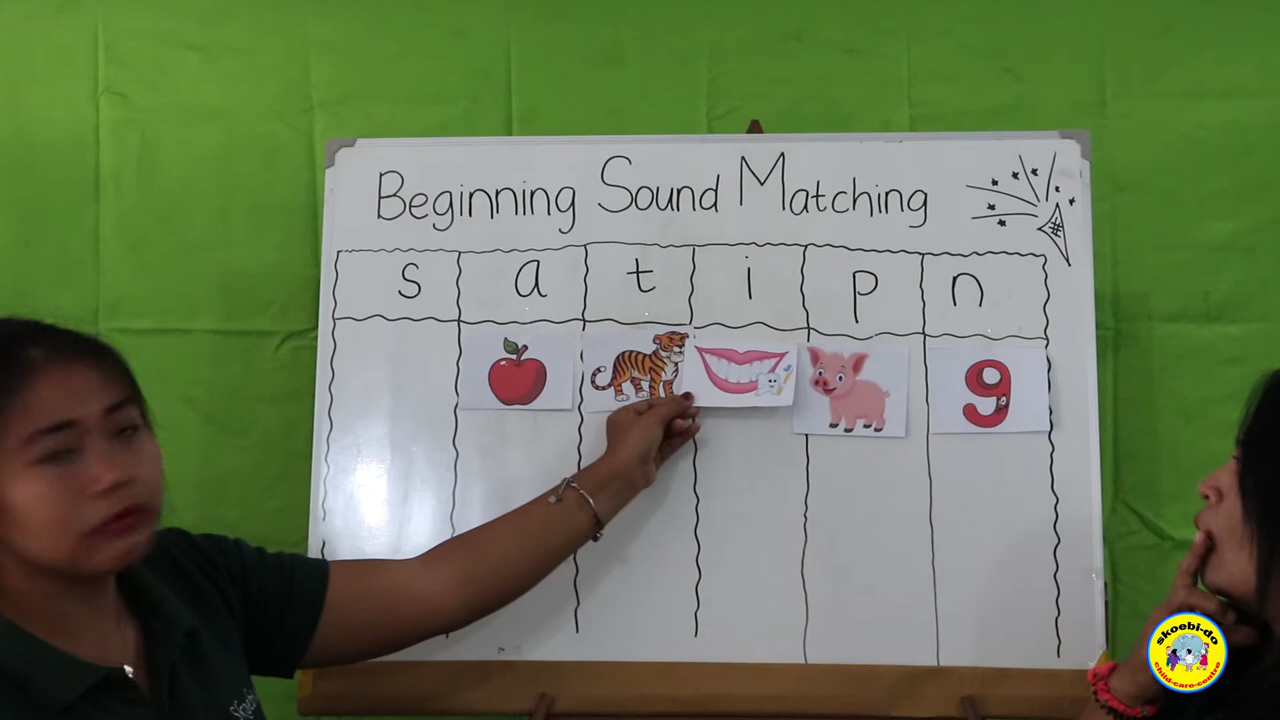 Beginning Sound Matching
s a t i p n
9
skoebi-do
child-care-centre